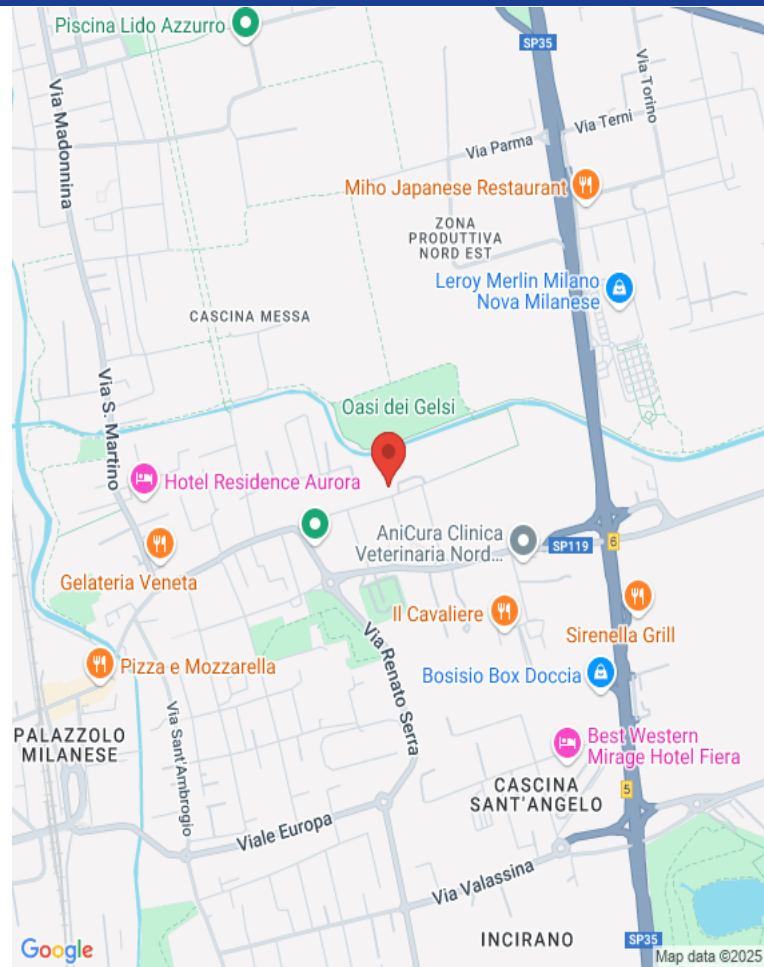 Piscina Lido Azzurro
SP35
Via Torino
Via Madonnina
Via Terni
Via Parma
Miho Japanese Restaurant
ZONA
PRODUTTIVA
NORD EST
Leroy Merlin Milano
Nova Milanese
CASCINA MESSA
Via S. Martino
Oasi dei Gelsi
Hotel Residence Aurora
AniCura Clinica
Veterinaria Nord...
SP119
6
Gelateria Veneta
Il Cavaliere
Sirenella Grill
Via Renato Serra
Pizza e Mozzarella
Bosisio Box Doccia
Via Sant'Ambrogio
PALAZZOLO
MILANESE
Best Western
Mirage Hotel Fiera
CASCINA
SANT'ANGELO
5
Viale Europa
Via Valassina
INCIRANO
SP35
Google
Map data ©2025